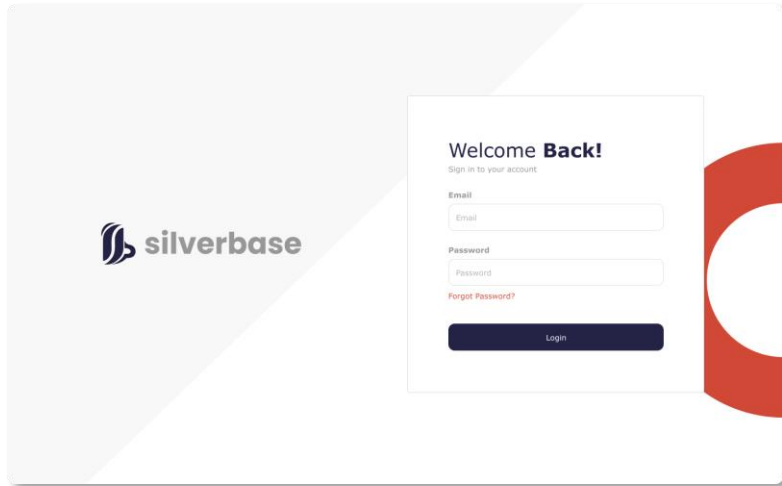 silverbase
Welcome Back!
Sign in to your account
Email
Email
Password
Password
Forgot Password?
Login